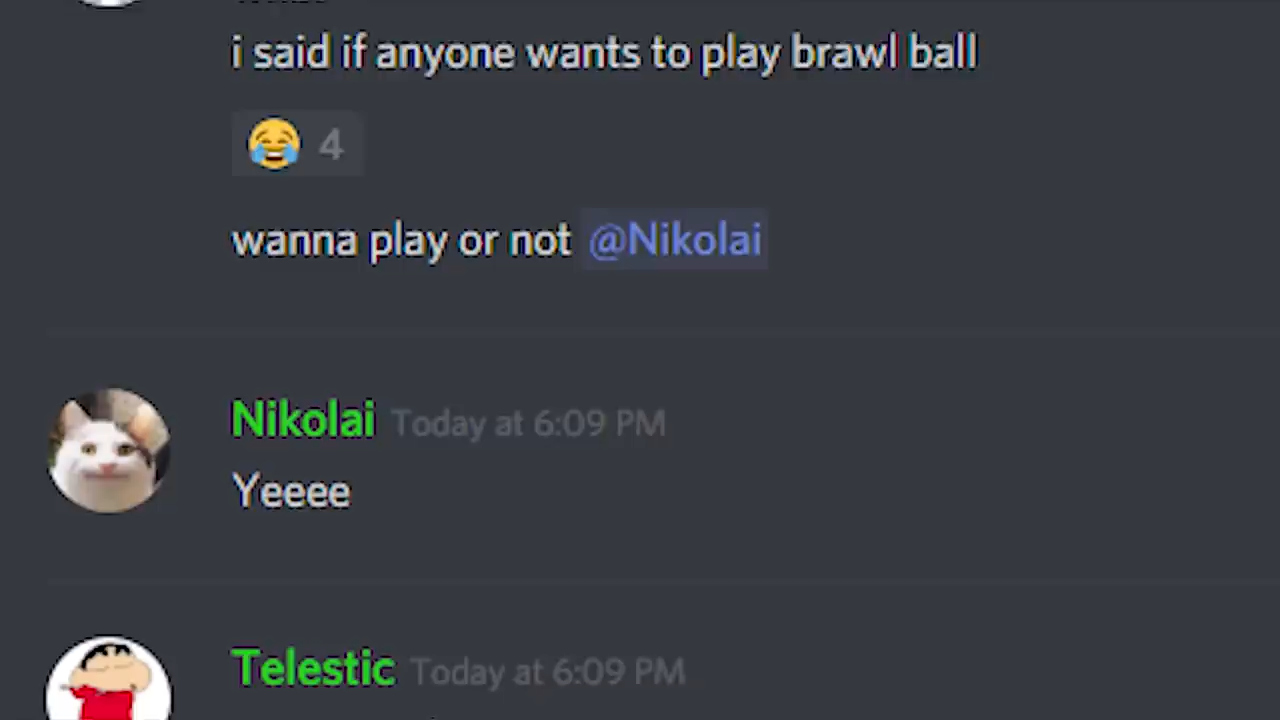 i said if anyone wants to play brawl ball
😂 4
wanna play or not @Nikolai
Nikolai Today at 6:09 PM
Yeeee
Telestic Today at 6:09 PM